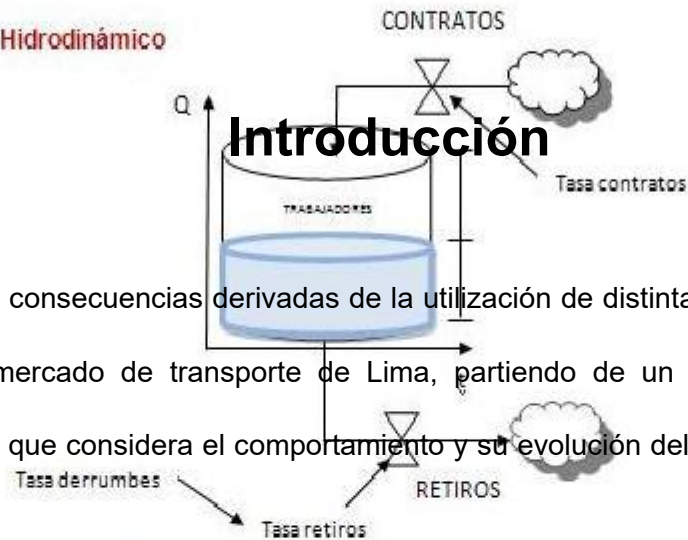 CONTRATOS
Hidrodinámico
Q
Introducción
Tasa contratos
TRABAJADORES
consecuencias derivadas de la utilización de distinta
mercado de transporte de Lima, partiendo de un
que considera el comportamiento y su evolución del
Tasa derrumbes
RETIROS
Tasa retiros